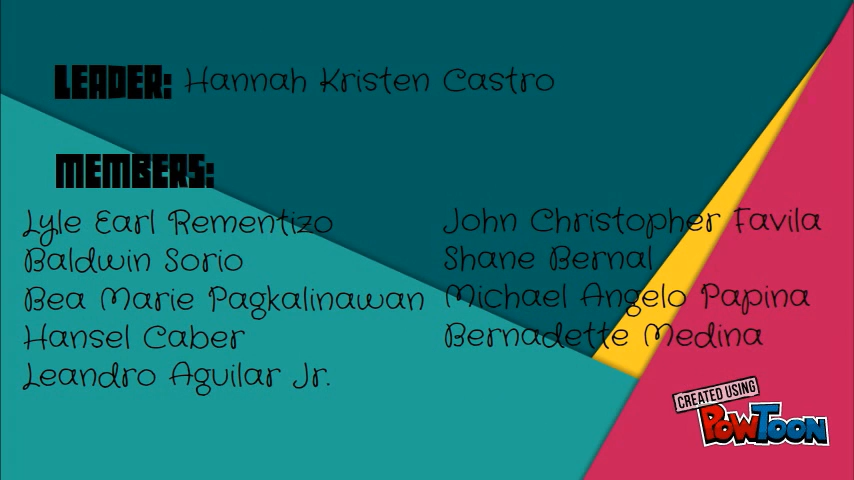 LEADER: Hannah Kristen Castro
MEMBERS:
Lyle Earl Rementizo
Baldwin Sorio
Bea Marie Pagkalinawan
Hansel Caber
Leandro Aguilar Jr.
John Christopher Favila
Shane Bernal
Michael Angelo Papina
Bernadette Medina
CREATED USING
POWTOON